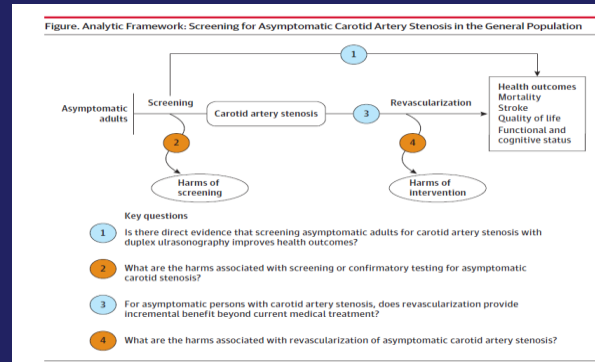 Figure. Analytic Framework: Screening for Asymptomatic Carotid Artery Stenosis in the General Population
1
Asymptomatic
adults
Screening
Carotid artery stenosis
3
Revascularization
Health outcomes
Mortality
Stroke
Quality of life
Functional and
cognitive status
2
4
Harms of
screening
Harms of
intervention
Key questions
1 Is there direct evidence that screening asymptomatic adults for carotid artery stenosis with
duplex ulrasonography improves health outcomes?
2 What are the harms associated with screening or confirmatory testing for asymptomatic
carotid stenosis?
3 For asymptomatic persons with carotid artery stenosis, does revascularization provide
incremental benefit beyond current medical treatment?
4 What are the harms associated with revascularization of asymptomatic carotid artery stenosis?